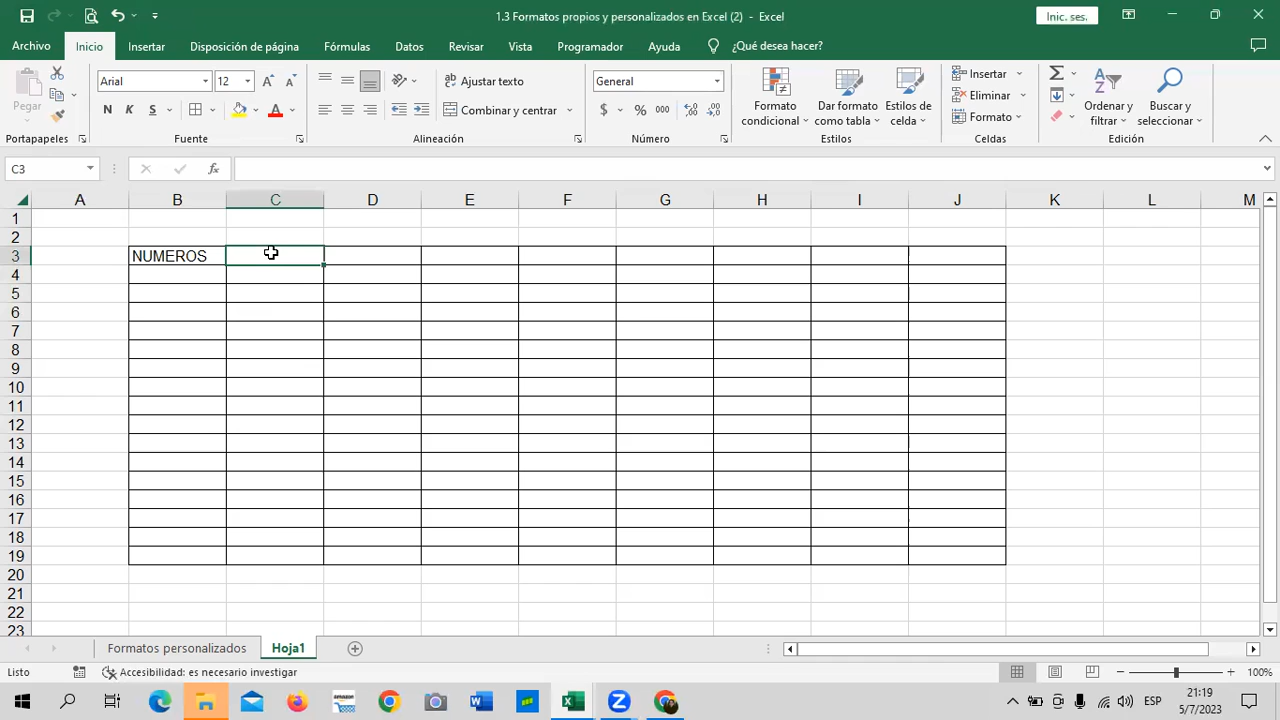 1.3 Formatos propios y personalizados en Excel (2) - Excel
Inic. ses.
Archivo Inicio Insertar Disposición de página Fórmulas Datos Revisar Vista Programador Ayuda ¿Qué desea hacer?
Pegar
Portapapeles
Arial 12
N K S
Fuente
Ajustar texto
Combinar y centrar
Alineación
General
$ % 000
Número
Formato condicional
Dar formato como tabla
Estilos de celda
Estilos
Insertar
Eliminar
Formato
Celdas
Ordenar y filtrar
Buscar y seleccionar
Edición
C3 fx
A B C D E F G H I J K L M
1
2
3 NUMEROS
4
5
6
7
8
9
10
11
12
13
14
15
16
17
18
19
20
21
22
23
Formatos personalizados Hoja1
Listo Accesibilidad: es necesario investigar 100%
ESP 21:19
5/7/2023